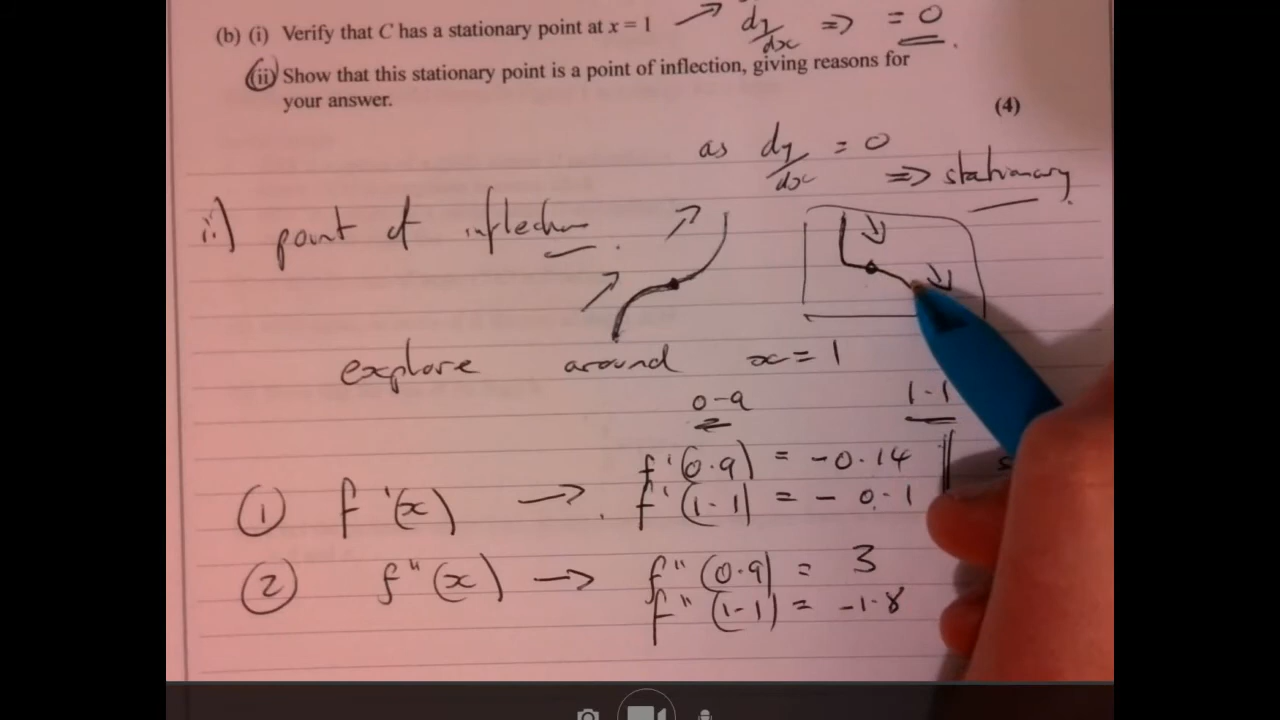 (b) (i) Verify that C has a stationary point at x = 1 → dy/dx => = 0
(ii) Show that this stationary point is a point of inflection, giving reasons for
your answer.
(4)
as dy/dx = 0
=> stationary
ii) point of inflection.
explore around x = 1
0.9 1.1
① f'(x) → f'(0.9) = -0.14
f'(1.1) = -0.1
② f''(x) → f''(0.9) = 3
f''(1.1) = -1.8